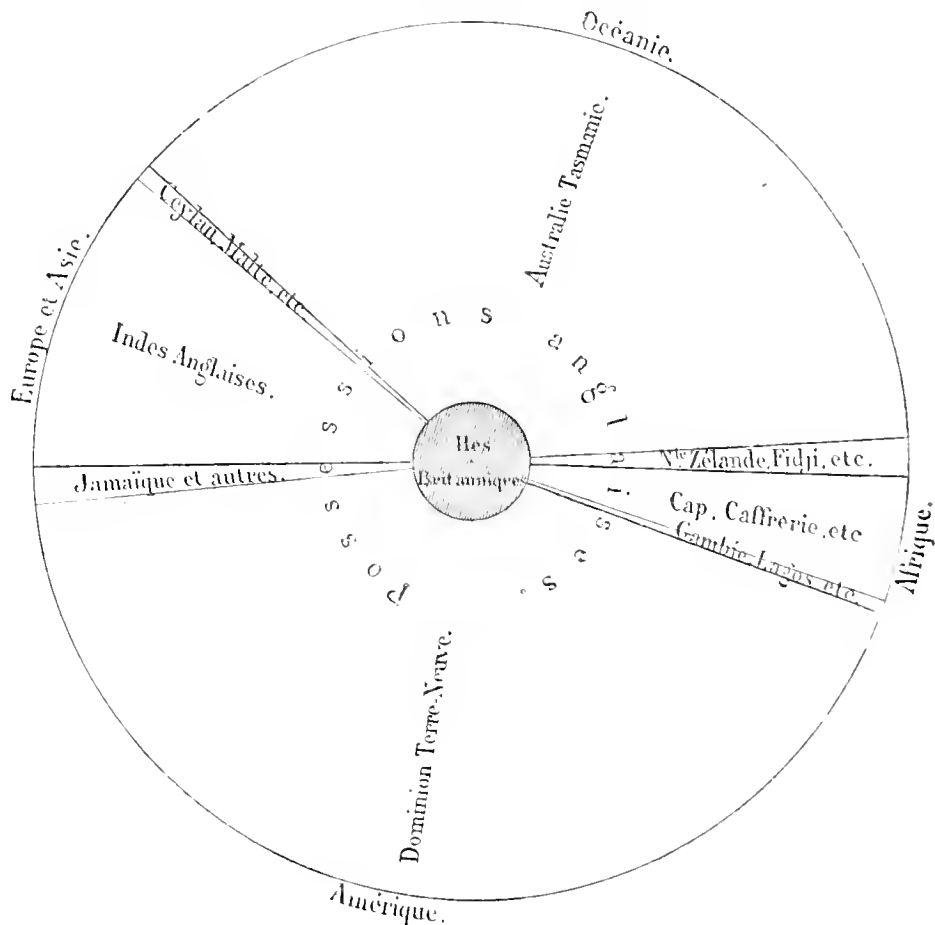 Océanie.
Australie Tasmanie.
Europe et Asie.
Ceylan, Malte, etc
Indes Anglaises.
Possessions anglaises.
Iles
Britanniques
Jamaïque et autres.
Nle Zélande, Fidji, etc.
Cap. Caffrerie, etc
Gambie-Lagos etc.
Afrique.
Dominion Terre-Neuve.
Amérique.